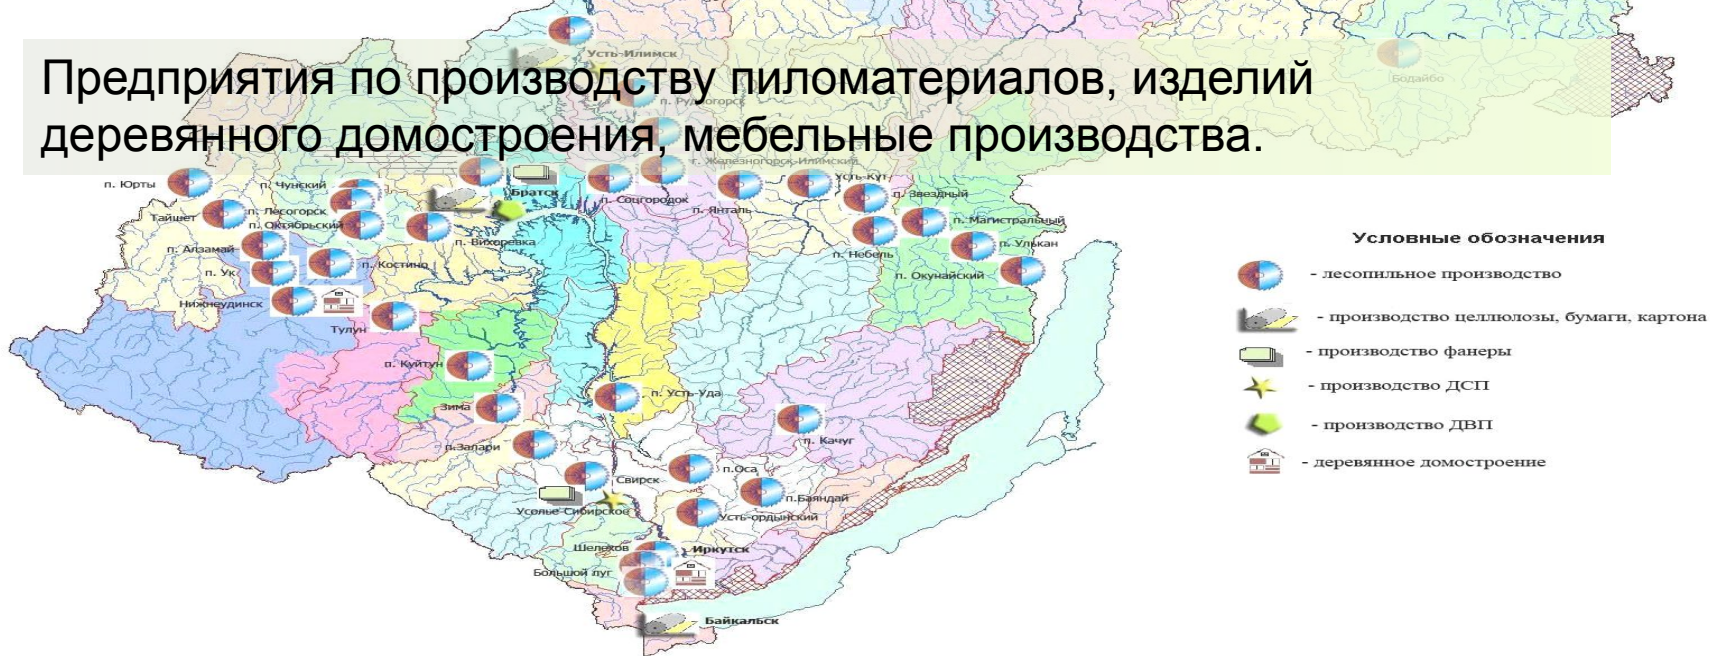 Усть-Илимск
Бодайбо
Предприятия по производству пиломатериалов, изделий
деревянного домостроения, мебельные производства.
п. Рудногорск
г. Железногорск-Илимский
п. Юрты
п. Чунский
Братск
Усть-Кут
п. Звездный
Тайшет
п. Лесогорск
п. Октябрьский
п. Соцгородок
п. Янталь
п. Магистральный
п. Вихоревка
п. Улькан
п. Алзамай
п. Костино
п. Небель
п. Ук
п. Окунайский
Нижнеудинск
Тулун
п. Куйтун
Зима
п. Усть-Уда
п.Залари
п. Качуг
Свирск
п.Оса
п.Баяндай
Усолье-Сибирское
Усть-ордынский
Шелехов
Иркутск
Большой луг
Байкальск
Условные обозначения
- лесопильное производство
- производство целлюлозы, бумаги, картона
- производство фанеры
- производство ДСП
- производство ДВП
- деревянное домостроение